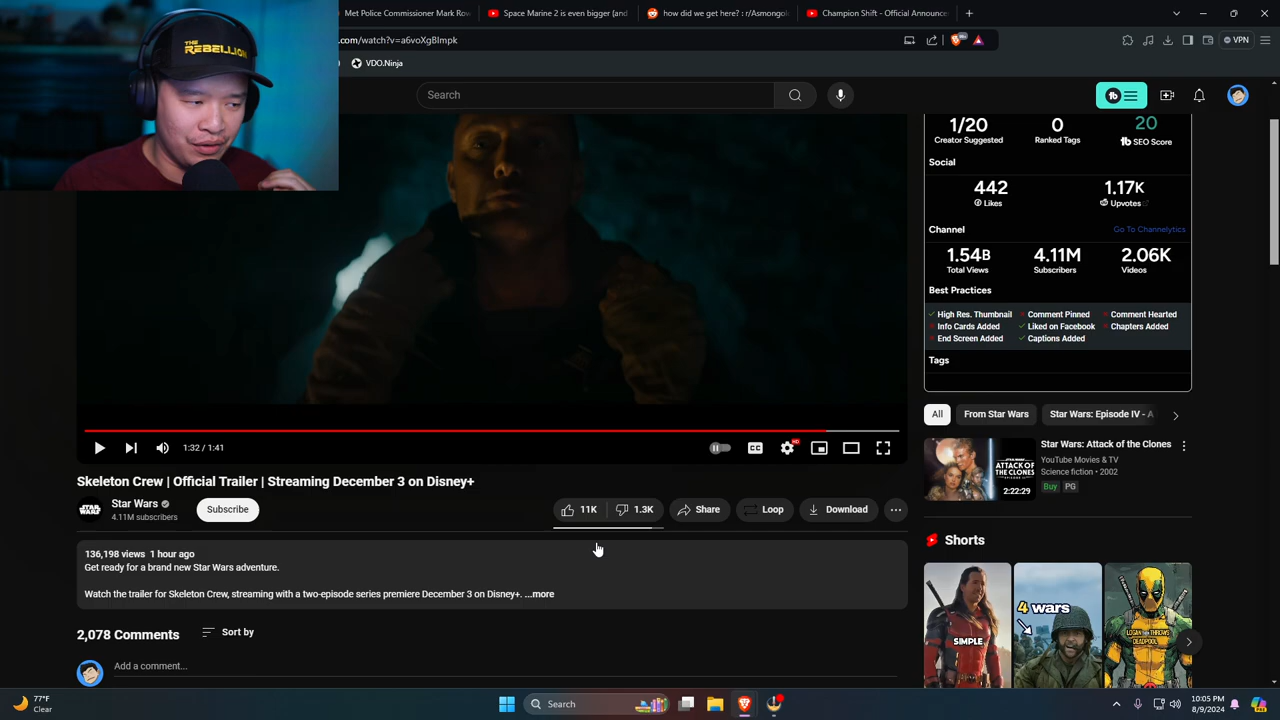 Met Police Commissioner Mark Row
Space Marine 2 is even bigger (and
how did we get here? : r/Asmongol
Champion Shift - Official Announce
.com/watch?v=a6voXgBImpk
VPN
VDO.Ninja
THE
REBELLION
Search
1/20
Creator Suggested
0
Ranked Tags
20
SEO Score
Social
442
Likes
1.17K
Upvotes
Channel
Go To Channelytics
1.54B
Total Views
4.11M
Subscribers
2.06K
Videos
Best Practices
High Res. Thumbnail
Comment Pinned
Comment Hearted
Info Cards Added
Liked on Facebook
Chapters Added
End Screen Added
Captions Added
Tags
All
From Star Wars
Star Wars: Episode IV - A
1:32 / 1:41
HD
Skeleton Crew | Official Trailer | Streaming December 3 on Disney+
STAR WARS
Star Wars
4.11M subscribers
Subscribe
11K
1.3K
Share
Loop
Download
136,198 views 1 hour ago
Get ready for a brand new Star Wars adventure.
Watch the trailer for Skeleton Crew, streaming with a two-episode series premiere December 3 on Disney+. ...more
2,078 Comments
Sort by
Add a comment...
STAR WARS
ATTACK OF
THE CLONES
2:22:29
Star Wars: Attack of the Clones
YouTube Movies & TV
Science fiction • 2002
Buy
PG
Shorts
SIMPLE
4 wars
LOGAN THROWS
DEADPOOL
77°F
Clear
Search
10:05 PM
8/9/2024